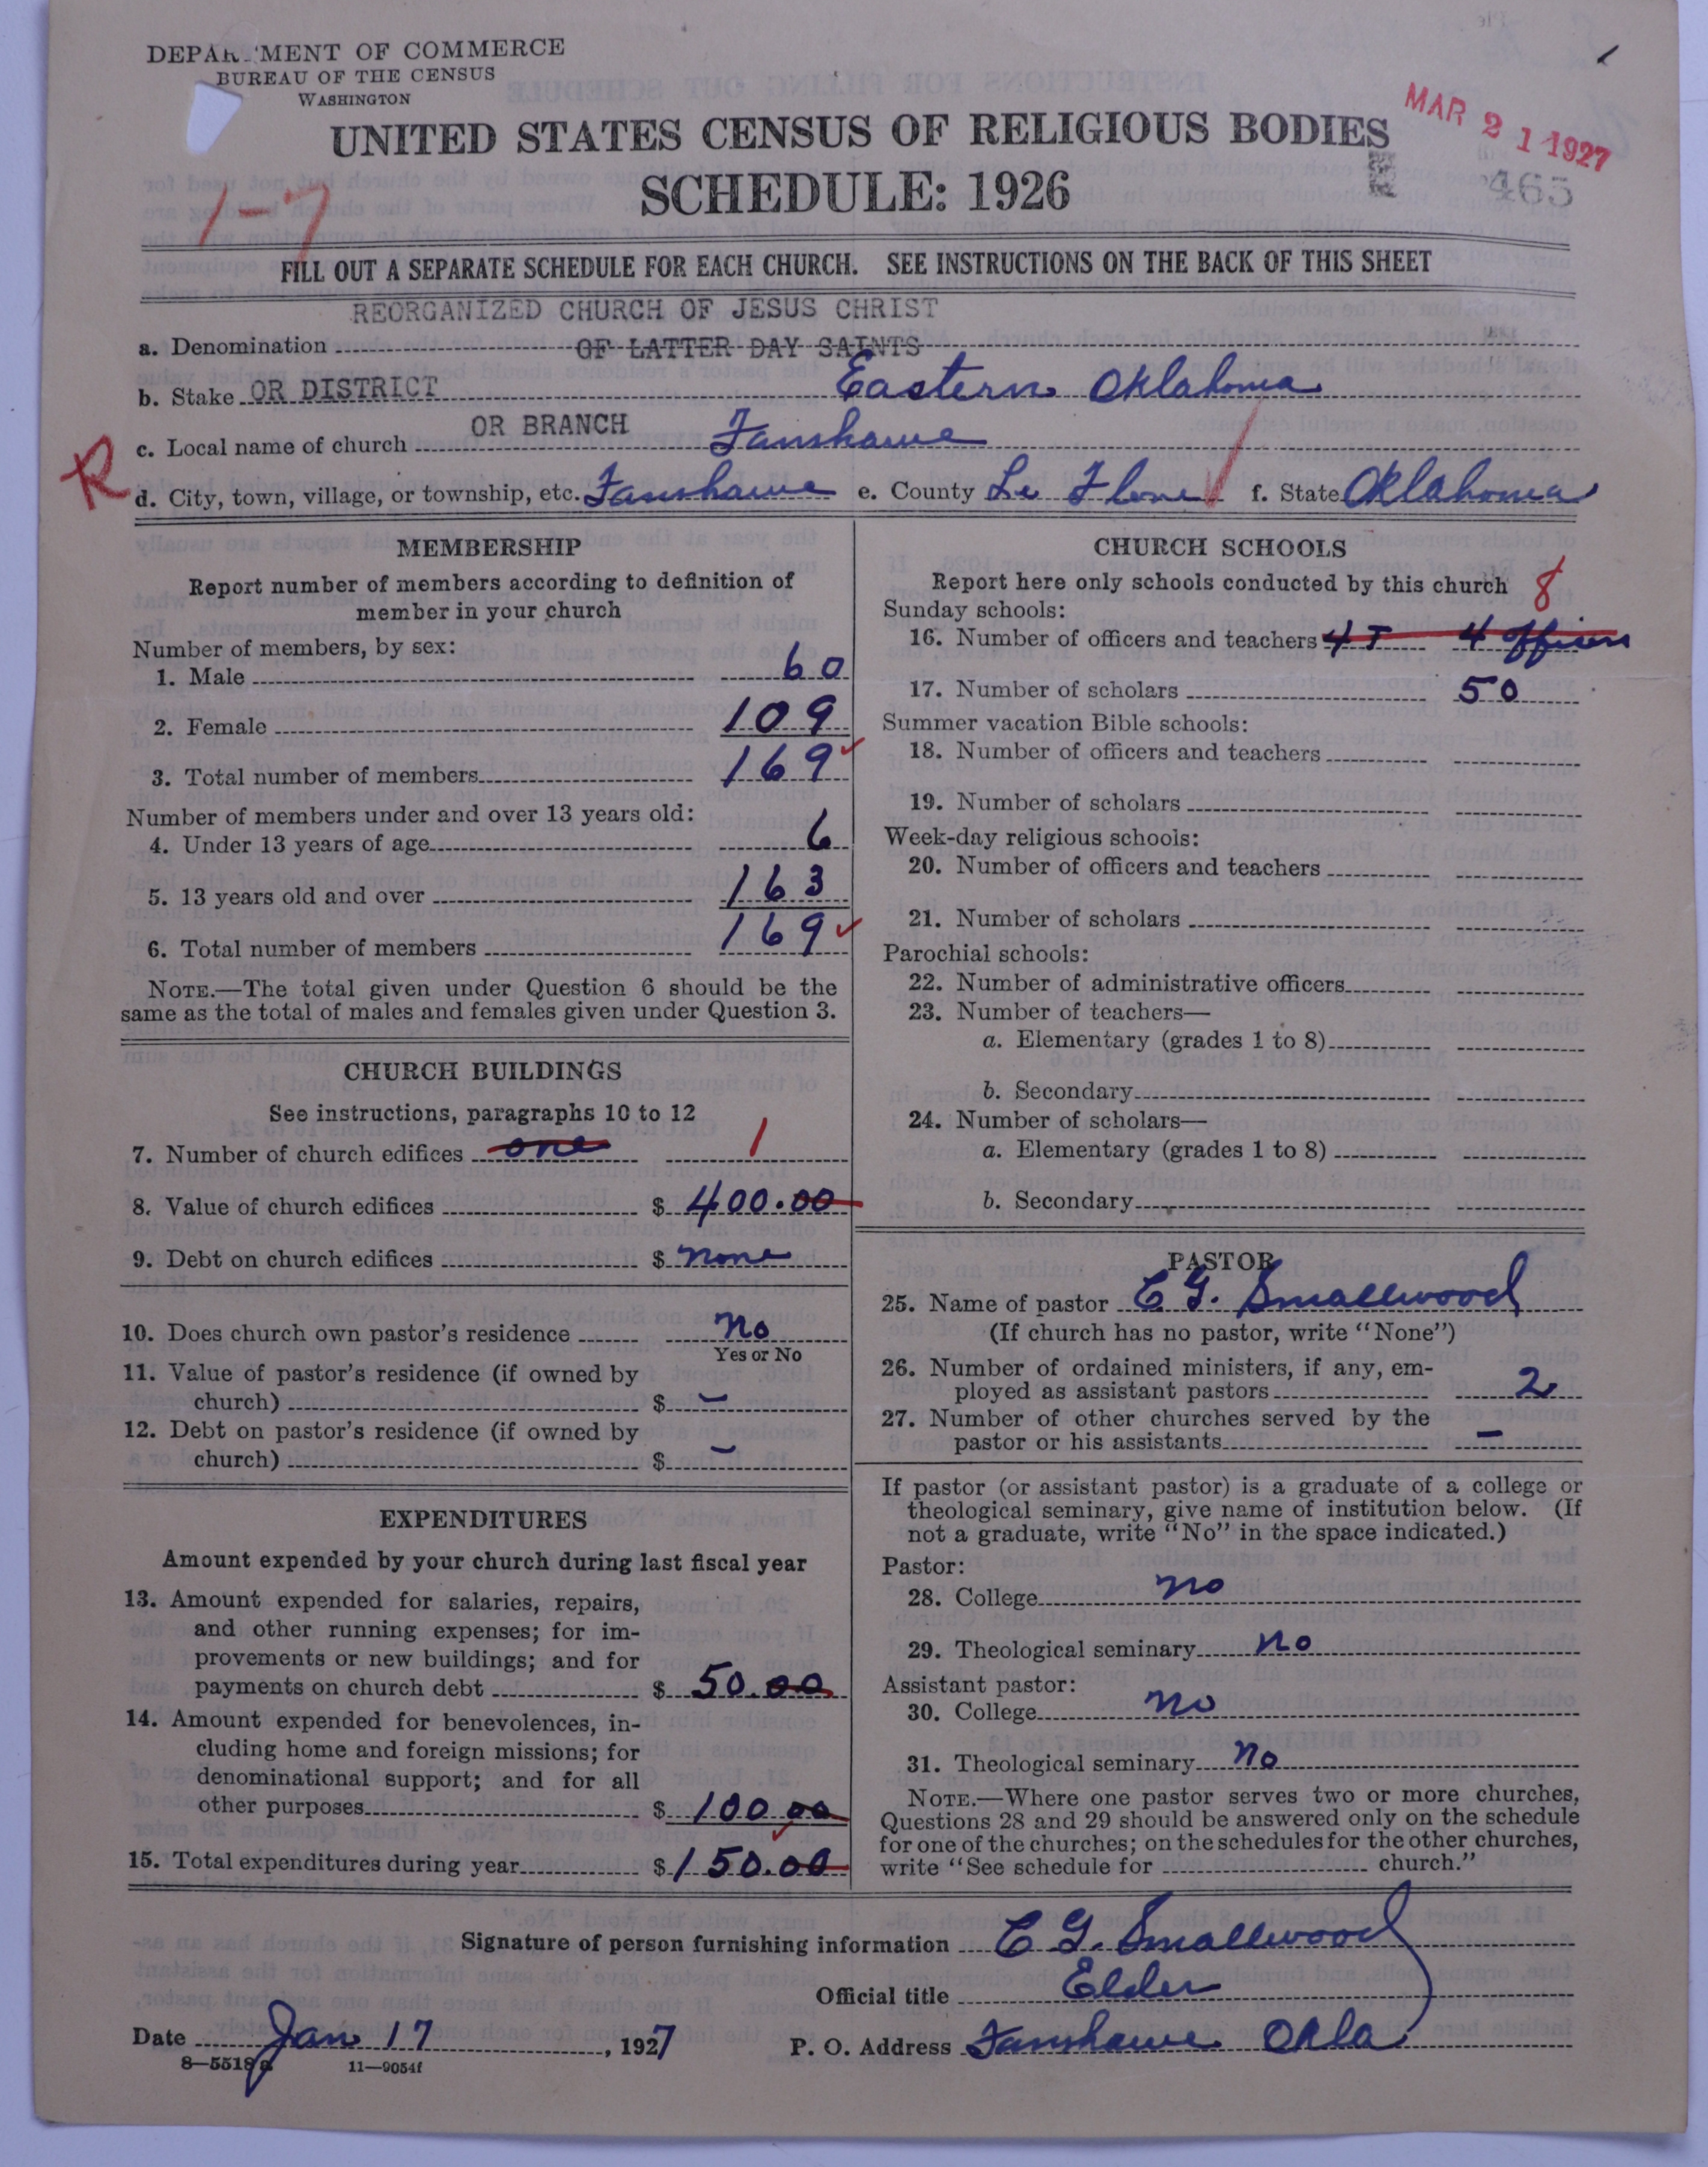 DEPARTMENT OF COMMERCE
BUREAU OF THE CENSUS
WASHINGTON
UNITED STATES CENSUS OF RELIGIOUS BODIES
SCHEDULE: 1926
MAR 21 1927
465
1-7
FILL OUT A SEPARATE SCHEDULE FOR EACH CHURCH. SEE INSTRUCTIONS ON THE BACK OF THIS SHEET
REORGANIZED CHURCH OF JESUS CHRIST
a. Denomination OF LATTER DAY SAINTS
b. Stake OR DISTRICT Eastern Oklahoma
c. Local name of church OR BRANCH Fanshawe
R
d. City, town, village, or township, etc. Fanshawe e. County Le Flore f. State Oklahoma
MEMBERSHIP
Report number of members according to definition of
member in your church
Number of members, by sex:
1. Male 60
2. Female 109
3. Total number of members 169
Number of members under and over 13 years old:
4. Under 13 years of age 6
5. 13 years old and over 163
6. Total number of members 169
NOTE.—The total given under Question 6 should be the
same as the total of males and females given under Question 3.
CHURCH BUILDINGS
See instructions, paragraphs 10 to 12
7. Number of church edifices one 1
8. Value of church edifices $ 400.00
9. Debt on church edifices $ none
10. Does church own pastor's residence no
Yes or No
11. Value of pastor's residence (if owned by
church) $ –
12. Debt on pastor's residence (if owned by
church) $ –
EXPENDITURES
Amount expended by your church during last fiscal year
13. Amount expended for salaries, repairs,
and other running expenses; for im-
provements or new buildings; and for
payments on church debt $ 50.00
14. Amount expended for benevolences, in-
cluding home and foreign missions; for
denominational support; and for all
other purposes $ 100 00
15. Total expenditures during year $ 150.00
CHURCH SCHOOLS
Report here only schools conducted by this church 8
Sunday schools:
16. Number of officers and teachers 4 T 4 officers
17. Number of scholars 50
Summer vacation Bible schools:
18. Number of officers and teachers
19. Number of scholars
Week-day religious schools:
20. Number of officers and teachers
21. Number of scholars
Parochial schools:
22. Number of administrative officers
23. Number of teachers—
a. Elementary (grades 1 to 8)
b. Secondary
24. Number of scholars—
a. Elementary (grades 1 to 8)
b. Secondary
PASTOR
25. Name of pastor C G. Smallwood
(If church has no pastor, write "None")
26. Number of ordained ministers, if any, em-
ployed as assistant pastors 2
27. Number of other churches served by the
pastor or his assistants –
If pastor (or assistant pastor) is a graduate of a college or
theological seminary, give name of institution below. (If
not a graduate, write "No" in the space indicated.)
Pastor:
28. College no
29. Theological seminary no
Assistant pastor:
30. College no
31. Theological seminary no
NOTE.—Where one pastor serves two or more churches,
Questions 28 and 29 should be answered only on the schedule
for one of the churches; on the schedules for the other churches,
write "See schedule for church."
Signature of person furnishing information C G. Smallwood
Official title Elder
Date Jan 17, 1927 P. O. Address Fanshawe Okla
8—5518 a 11—9054f